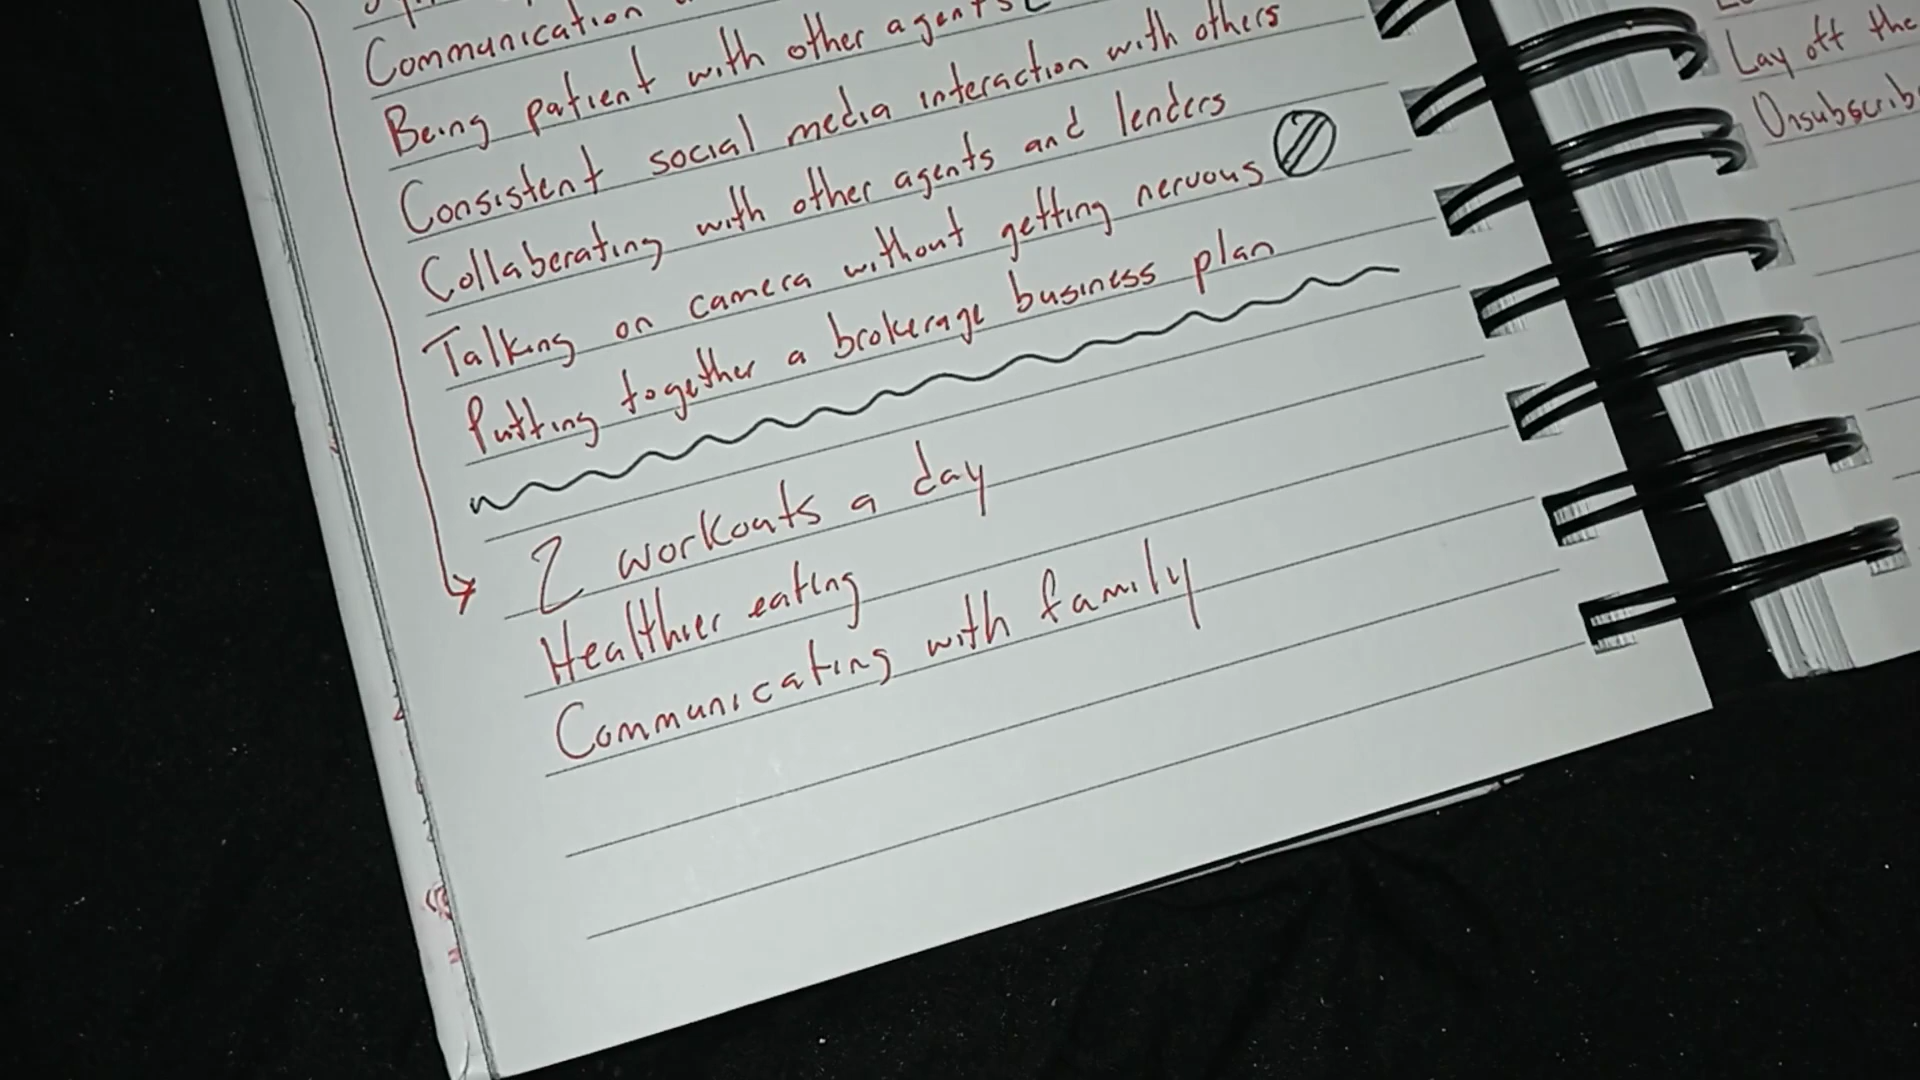 Communication
Being patient with other agents
Consistent social media interaction with others
Collaberating with other agents and lenders
Talking on camera without getting nervous
Putting together a brokerage business plan
2 workouts a day
Healthier eating
Communicating with family
Lay off the